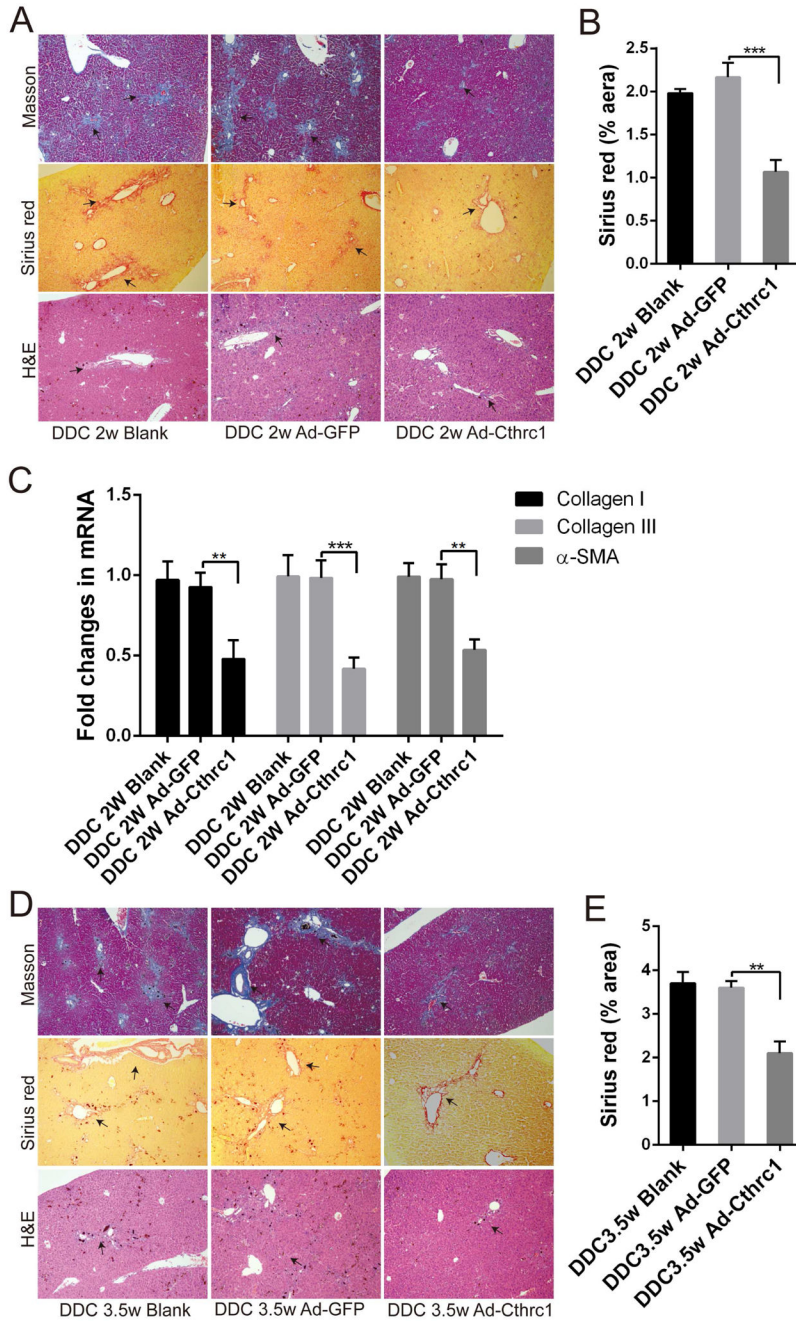 A
Masson
Sirius red
H&E
DDC 2w Blank
DDC 2w Ad-GFP
DDC 2w Ad-Cthrc1
B
Sirius red (% aera)
2.5
2.0
1.5
1.0
0.5
0.0
***
DDC 2w Blank
DDC 2w Ad-GFP
DDC 2w Ad-Cthrc1
C
Fold changes in mRNA
1.5
1.0
0.5
0.0
**
***
**
DDC 2W Blank
DDC 2W Ad-GFP
DDC 2W Ad-Cthrc1
DDC 2W Blank
DDC 2W Ad-GFP
DDC 2W Ad-Cthrc1
DDC 2W Blank
DDC 2W Ad-GFP
DDC 2W Ad-Cthrc1
Collagen I
Collagen III
α-SMA
D
Masson
Sirius red
H&E
DDC 3.5w Blank
DDC 3.5w Ad-GFP
DDC 3.5w Ad-Cthrc1
E
Sirius red (% area)
5
4
3
2
1
0
**
DDC3.5w Blank
DDC3.5w Ad-GFP
DDC3.5w Ad-Cthrc1